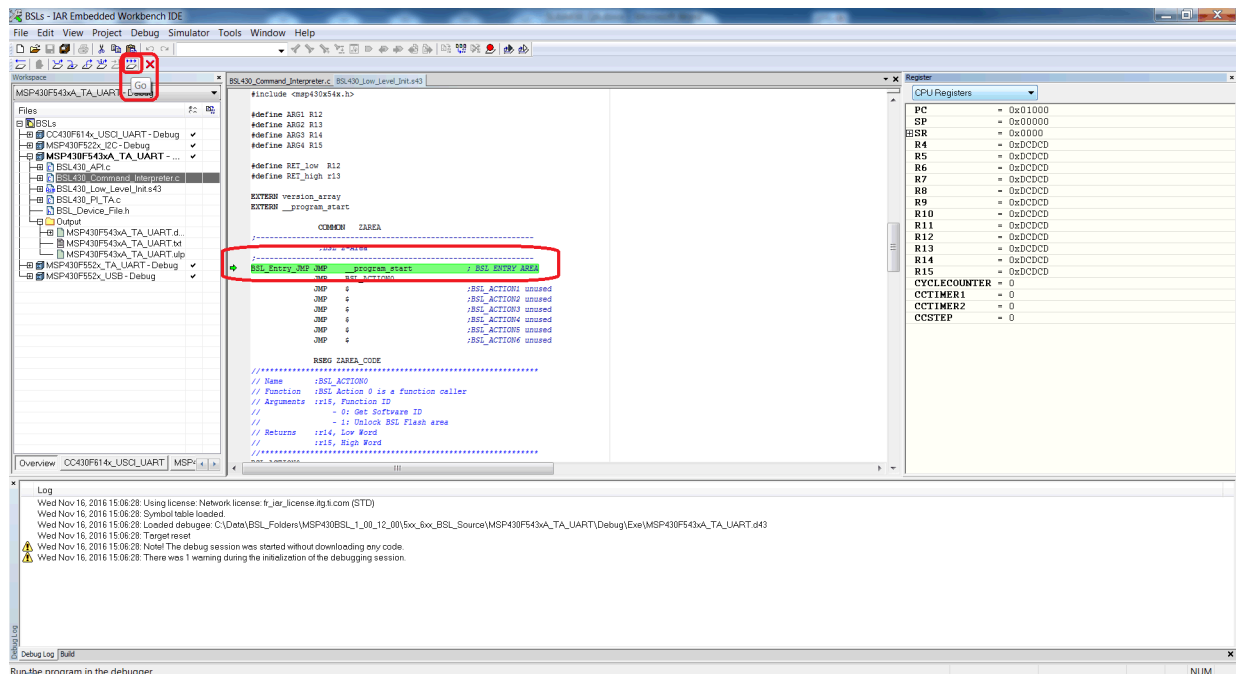 BSLs - IAR Embedded Workbench IDE
File Edit View Project Debug Simulator Tools Window Help
Go
Workspace
MSP430F543xA_TA_UART - Debug
Files
BSLs
CC430F614x_USCI_UART - Debug
MSP430F522x_I2C - Debug
MSP430F543xA_TA_UART - ...
BSL430_API.c
BSL430_Command_Interpreter.c
BSL430_Low_Level_Init.s43
BSL430_PI_TA.c
BSL_Device_File.h
Output
MSP430F543xA_TA_UART.d...
MSP430F543xA_TA_UART.txt
MSP430F543xA_TA_UART.ulp
MSP430F552x_TA_UART - Debug
MSP430F552x_USB - Debug
Overview CC430F614x_USCI_UART MSP4
BSL430_Command_Interpreter.c BSL430_Low_Level_Init.s43
#include <msp430x54x.h>
#define ARG1 R12
#define ARG2 R13
#define ARG3 R14
#define ARG4 R15
#define RET_low R12
#define RET_high r13
EXTERN version_array
EXTERN __program_start
COMMON ZAREA
;----------------------------------------------------------------
;BSL Z-Area
;----------------------------------------------------------------
BSL_Entry_JMP JMP __program_start ; BSL ENTRY AREA
JMP BSL_ACTION0
JMP $ ;BSL_ACTION1 unused
JMP $ ;BSL_ACTION2 unused
JMP $ ;BSL_ACTION3 unused
JMP $ ;BSL_ACTION4 unused
JMP $ ;BSL_ACTION5 unused
JMP $ ;BSL_ACTION6 unused
RSEG ZAREA_CODE
//****************************************************************
// Name :BSL_ACTION0
// Function :BSL Action 0 is a function caller
// Arguments :r15, Function ID
// - 0: Get Software ID
// - 1: Unlock BSL Flash area
// Returns :r14, Low Word
// :r15, High Word
//****************************************************************
Register
CPU Registers
PC = 0x01000
SP = 0x00000
SR = 0x0000
R4 = 0xDCDCD
R5 = 0xDCDCD
R6 = 0xDCDCD
R7 = 0xDCDCD
R8 = 0xDCDCD
R9 = 0xDCDCD
R10 = 0xDCDCD
R11 = 0xDCDCD
R12 = 0xDCDCD
R13 = 0xDCDCD
R14 = 0xDCDCD
R15 = 0xDCDCD
CYCLECOUNTER = 0
CCTIMER1 = 0
CCTIMER2 = 0
CCSTEP = 0
Log
Wed Nov 16, 2016 15:06:28: Using license: Network license: fr_iar_license.itg.ti.com (STD)
Wed Nov 16, 2016 15:06:28: Symbol table loaded.
Wed Nov 16, 2016 15:06:28: Loaded debugee: C:\Data\BSL_Folders\MSP430BSL_1_00_12_00\5xx_6xx_BSL_Source\MSP430F543xA_TA_UART\Debug\Exe\MSP430F543xA_TA_UART.d43
Wed Nov 16, 2016 15:06:28: Target reset
Wed Nov 16, 2016 15:06:28: Note! The debug session was started without downloading any code.
Wed Nov 16, 2016 15:06:28: There was 1 warning during the initialization of the debugging session.
Debug Log
Debug Log Build
Run the program in the debugger
NUM